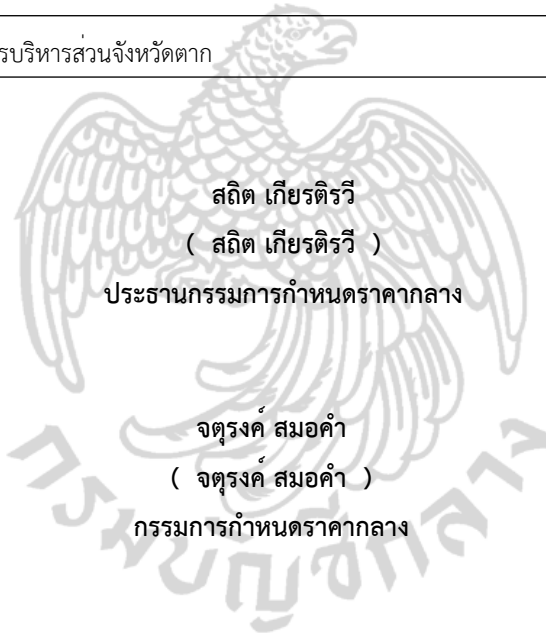 รบริหารส่วนจังหวัดตาก
สถิต เกียรติรวี
( สถิต เกียรติรวี )
ประธานกรรมการกำหนดราคากลาง
จตุรงค์ สมอคำ
( จตุรงค์ สมอคำ )
กรรมการกำหนดราคากลาง
กรมบัญชีกลาง